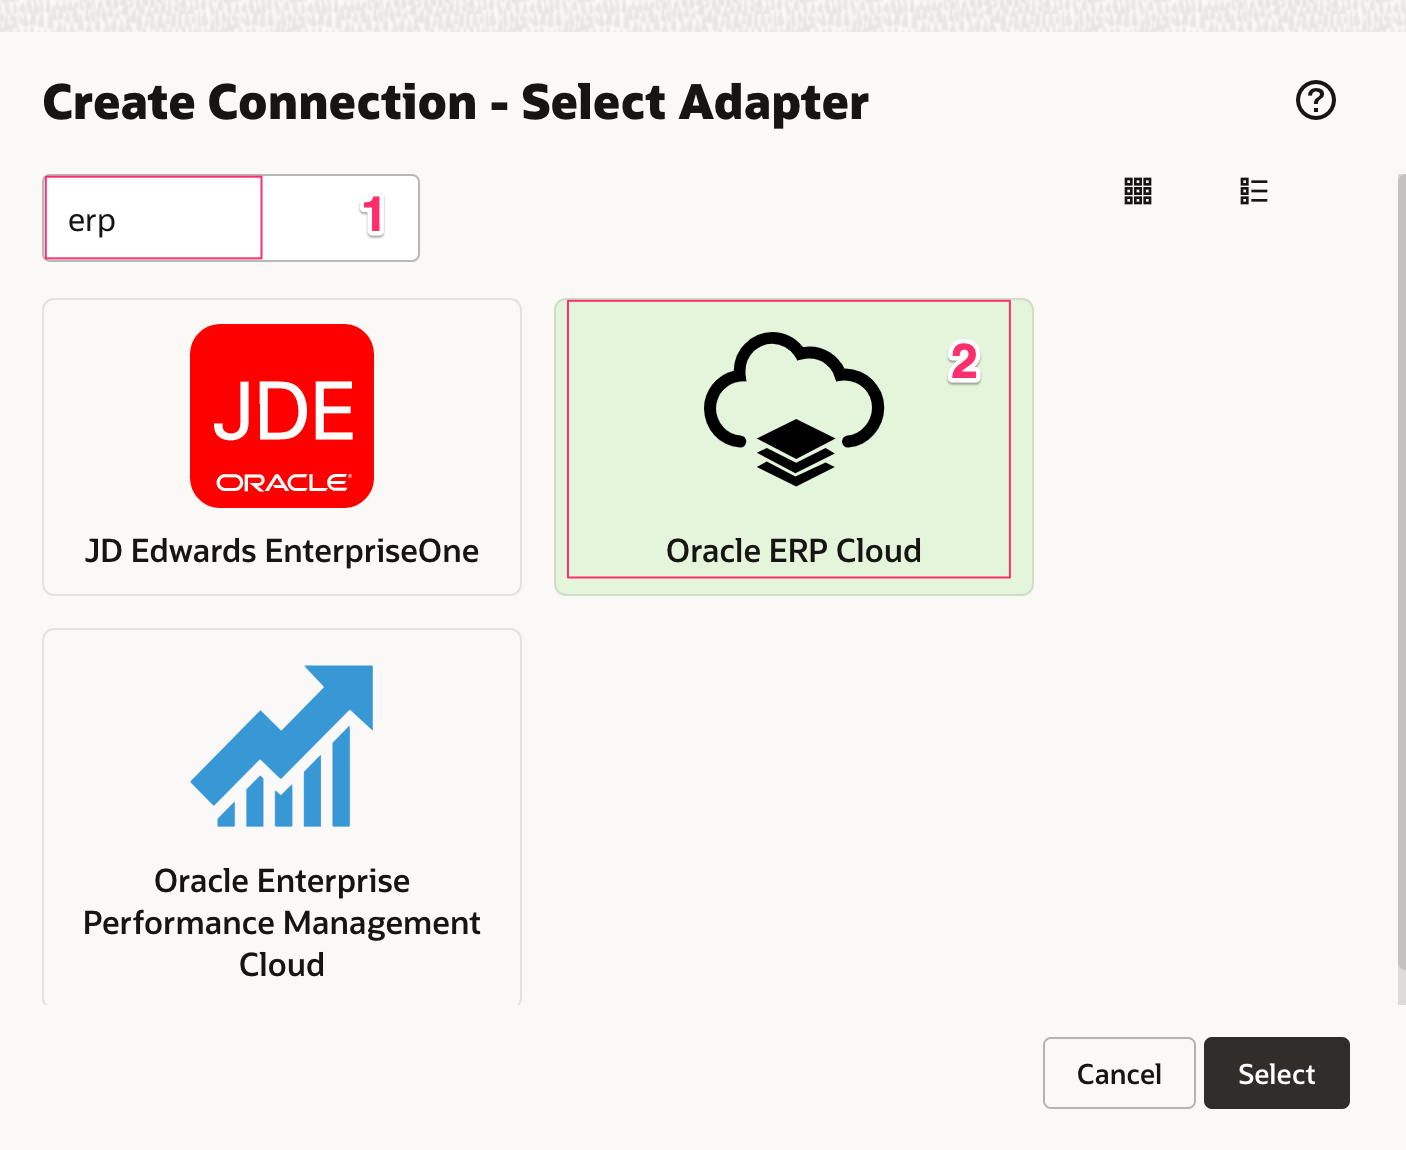 Create Connection - Select Adapter
erp
1
2
JDE
ORACLE
JD Edwards EnterpriseOne
Oracle ERP Cloud
Oracle Enterprise
Performance Management
Cloud
Cancel
Select